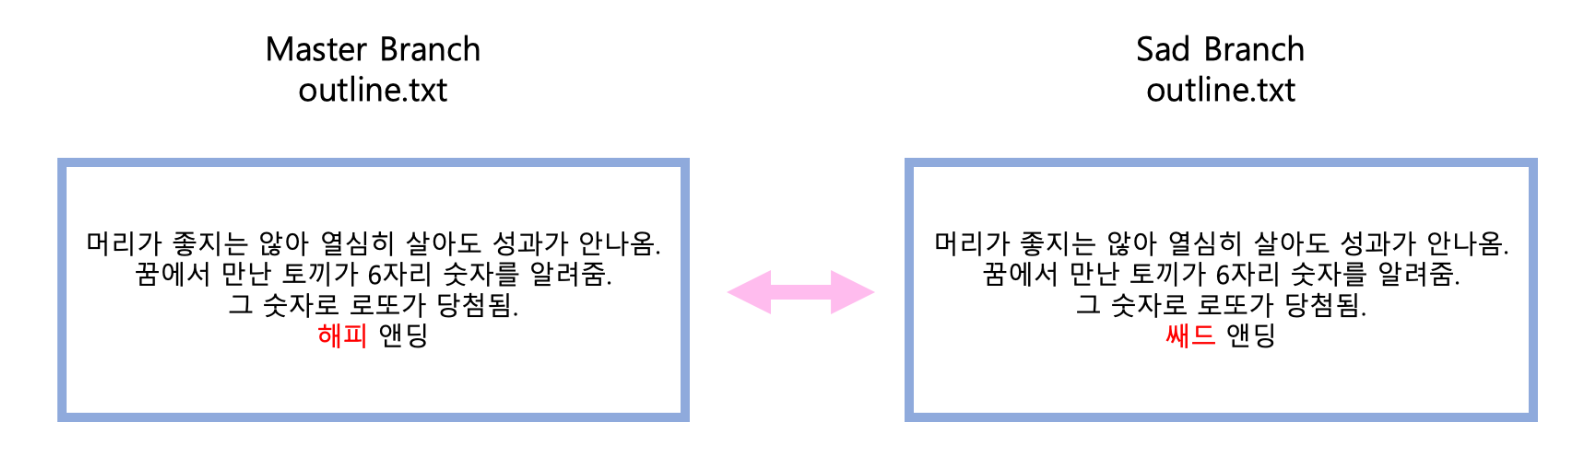 Master Branch
outline.txt
머리가 좋지는 않아 열심히 살아도 성과가 안나옴.
꿈에서 만난 토끼가 6자리 숫자를 알려줌.
그 숫자로 로또가 당첨됨.
해피 앤딩
Sad Branch
outline.txt
머리가 좋지는 않아 열심히 살아도 성과가 안나옴.
꿈에서 만난 토끼가 6자리 숫자를 알려줌.
그 숫자로 로또가 당첨됨.
쌔드 앤딩